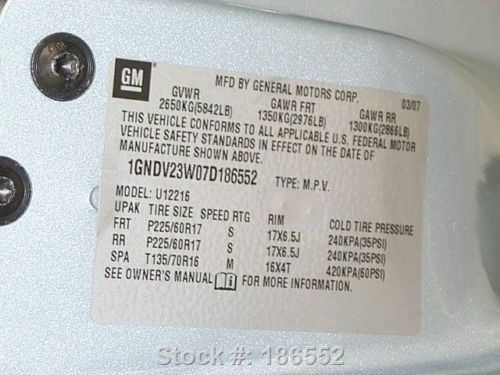 GM
MFD BY GENERAL MOTORS CORP. 03/07
GVWR GAWR FRT GAWR RR
2650KG(5842LB) 1350KG(2976LB) 1300KG(2866LB)
THIS VEHICLE CONFORMS TO ALL APPLICABLE U.S. FEDERAL MOTOR
VEHICLE SAFETY STANDARDS IN EFFECT ON THE DATE OF
MANUFACTURE SHOWN ABOVE.
1GNDV23W07D186552 TYPE: M.P.V.
MODEL: U12216
UPAK TIRE SIZE SPEED RTG RIM COLD TIRE PRESSURE
FRT P225/60R17 S 17X6.5J 240KPA(35PSI)
RR P225/60R17 S 17X6.5J 240KPA(35PSI)
SPA T135/70R16 M 16X4T 420KPA(60PSI)
SEE OWNER'S MANUAL FOR MORE INFORMATION.
Stock #: 186552